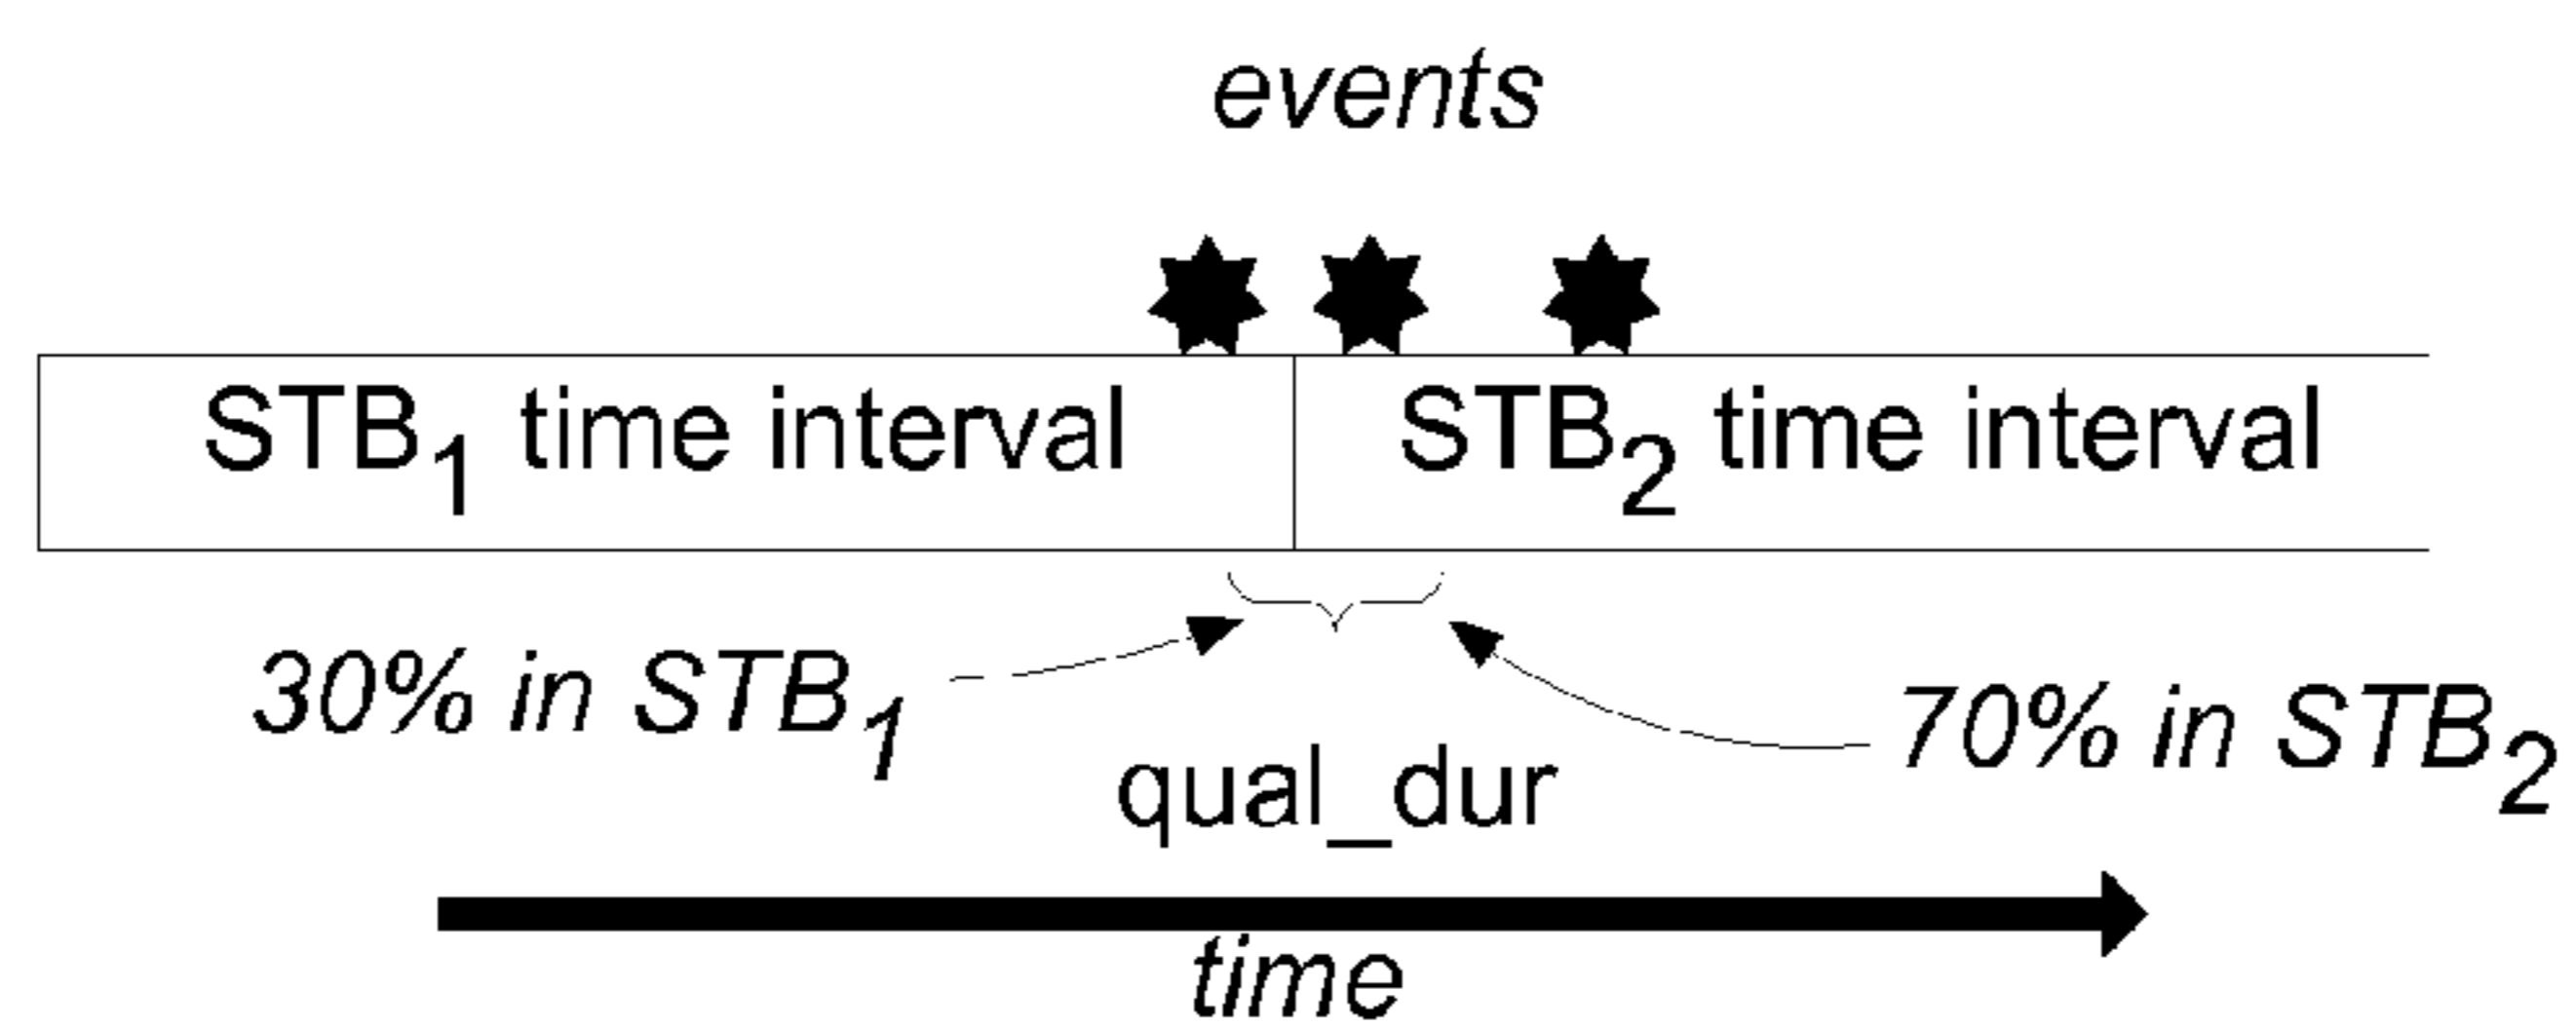 events
STB1 time interval STB2 time interval
30% in STB1
70% in STB2
qual_dur
time